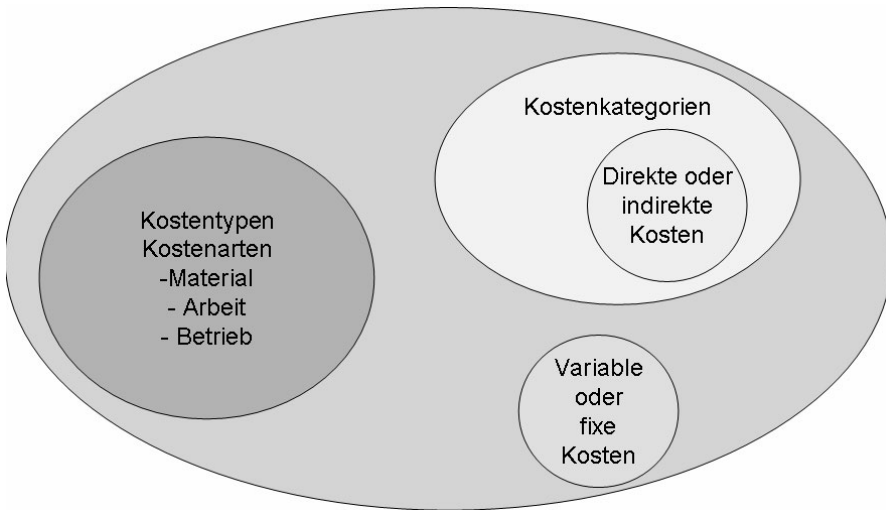 Kostentypen
Kostenarten
-Material
- Arbeit
- Betrieb
Kostenkategorien
Direkte oder
indirekte
Kosten
Variable
oder
fixe
Kosten